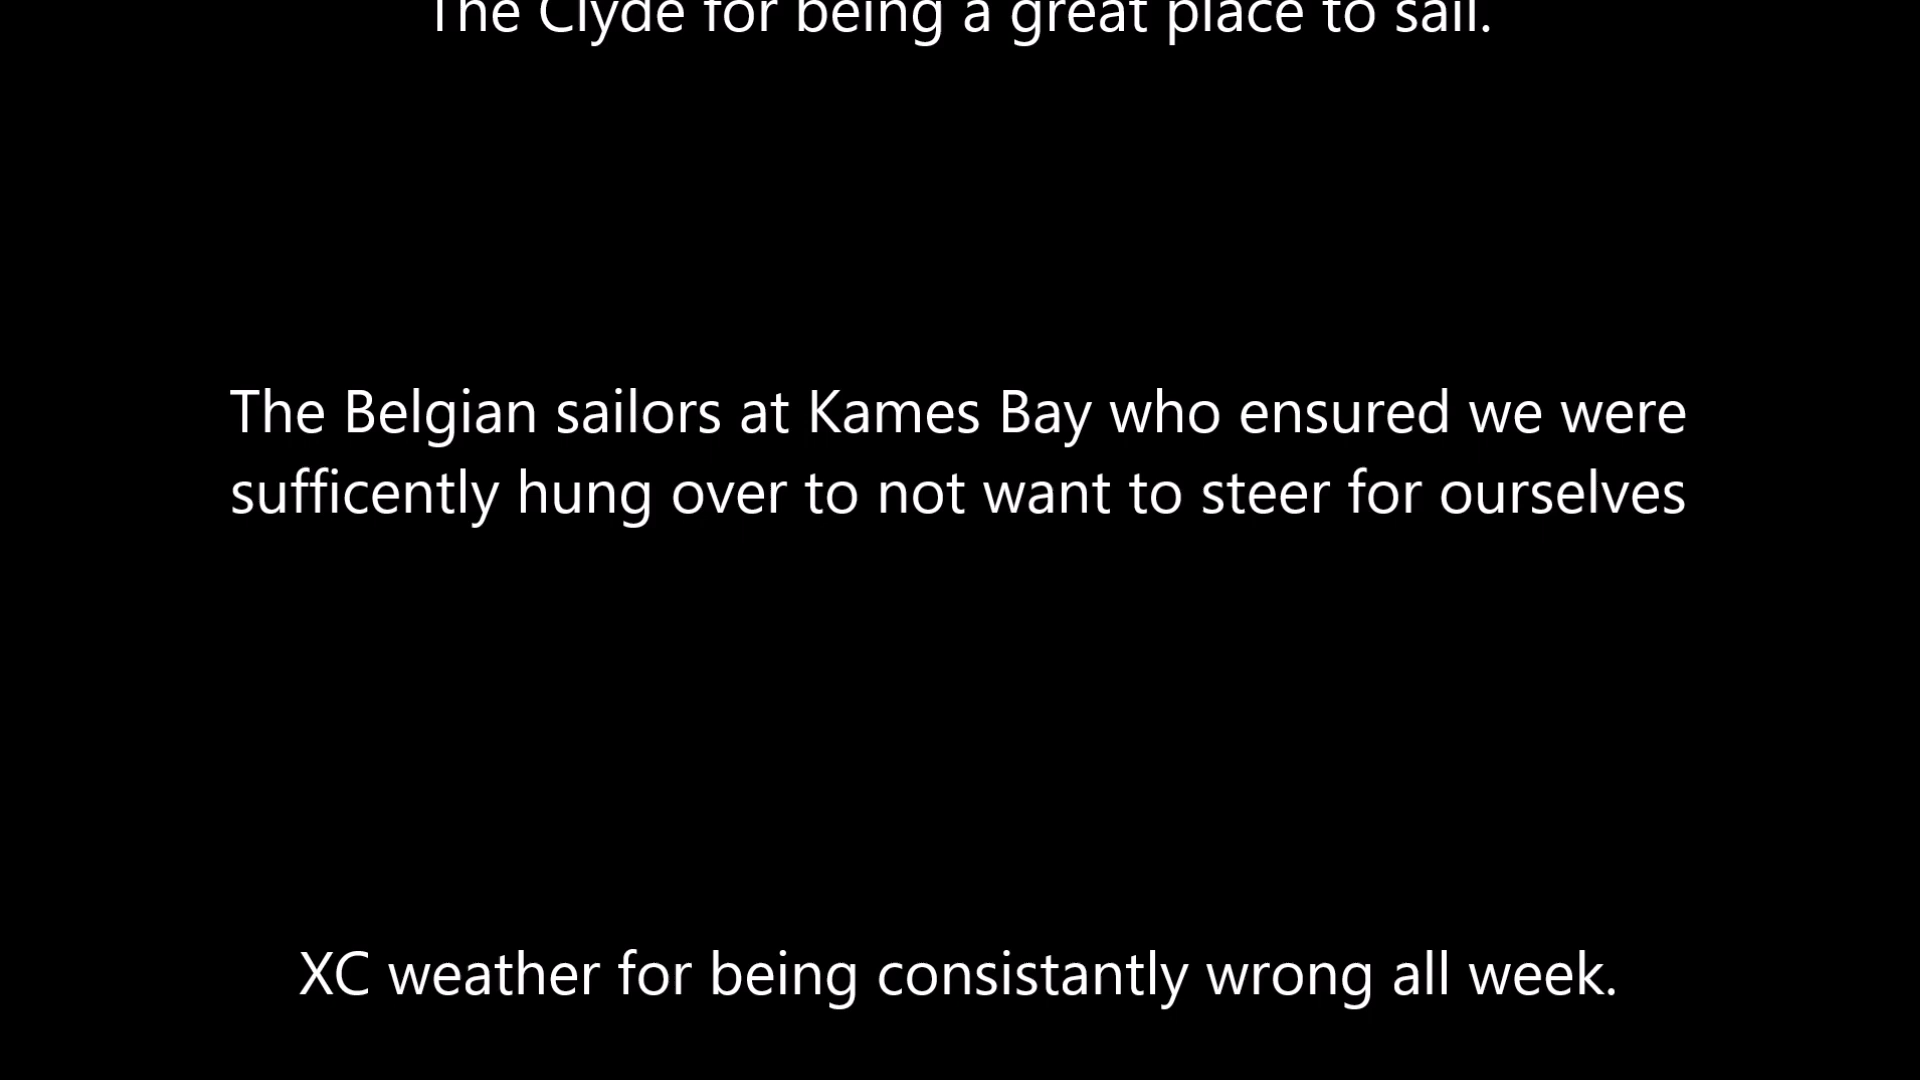 The Clyde for being a great place to sail.
The Belgian sailors at Kames Bay who ensured we were
sufficently hung over to not want to steer for ourselves
XC weather for being consistantly wrong all week.